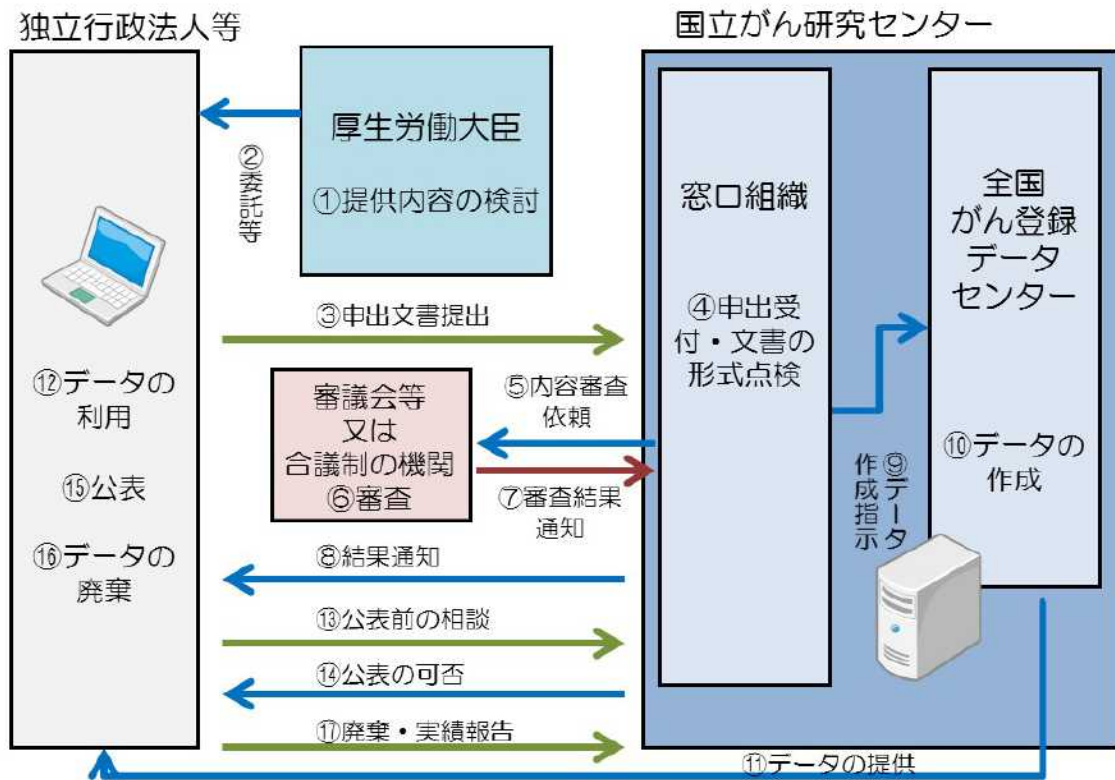 独立行政法人等
国立がん研究センター
厚生労働大臣
①提供内容の検討
②委託等
窓口組織
全国
がん登録
データ
センター
③申出文書提出
④申出受
付・文書の
形式点検
⑫データの
利用
⑮公表
⑯データの
廃棄
審議会等
又は
合議制の機関
⑥審査
⑤内容審査
依頼
⑦審査結果
通知
⑨データ
作成指示
⑩データの
作成
⑧結果通知
⑬公表前の相談
⑭公表の可否
⑰廃棄・実績報告
⑪データの提供